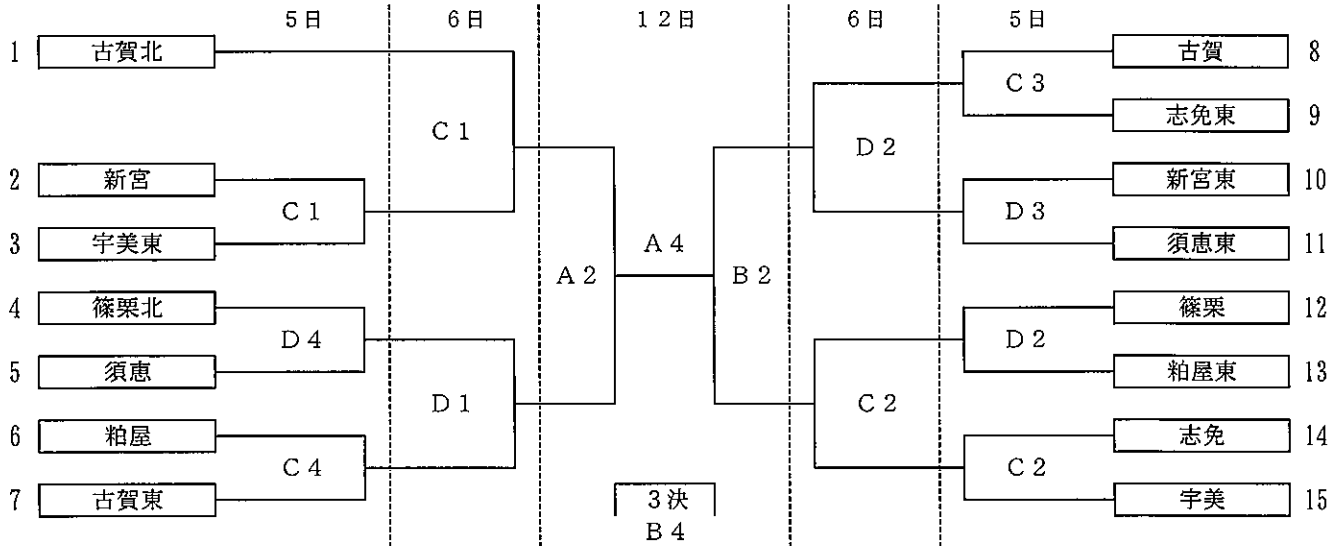 5日 6日 12日 6日 5日
1 古賀北 古賀 8
C3
志免東 9
C1 D2
2 新宮 新宮東 10
C1 D3
3 宇美東 須恵東 11
A4
A2 B2
4 篠栗北 篠栗 12
D4 D2
5 須恵 粕屋東 13
D1 C2
6 粕屋 志免 14
C4 C2
7 古賀東 3決 宇美 15
B4